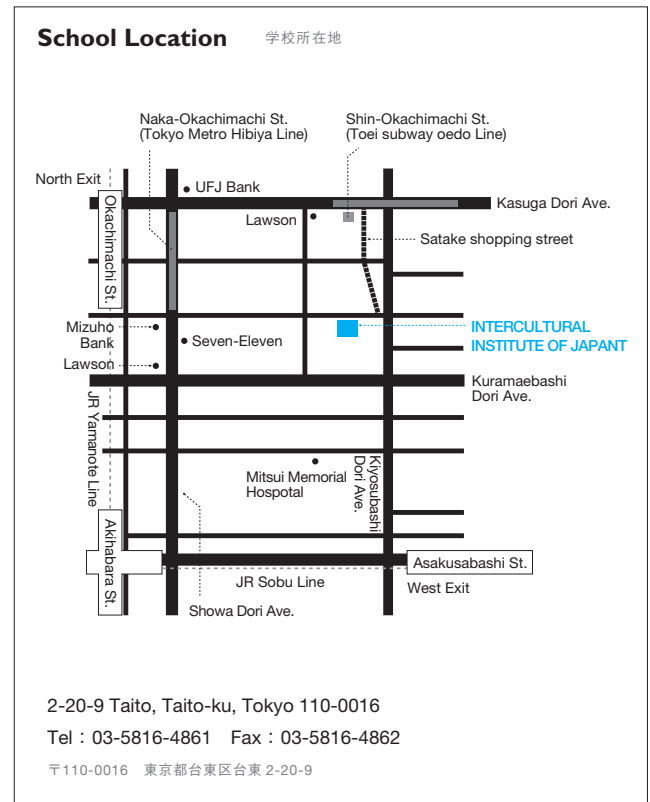 School Location 学校所在地
Naka-Okachimachi St.
(Tokyo Metro Hibiya Line)
Shin-Okachimachi St.
(Toei subway oedo Line)
North Exit
UFJ Bank
Okachimachi St.
Kasuga Dori Ave.
Lawson
Satake shopping street
Mizuho
Bank
Seven-Eleven
INTERCULTURAL
INSTITUTE OF JAPANT
Lawson
Kuramaebashi
Dori Ave.
JR Yamanote Line
Mitsui Memorial
Hospotal
Kiyosubashi
Dori Ave.
Akihabara St.
Asakusabashi St.
JR Sobu Line
West Exit
Showa Dori Ave.
2-20-9 Taito, Taito-ku, Tokyo 110-0016
Tel：03-5816-4861 Fax：03-5816-4862
〒110-0016 東京都台東区台東 2-20-9